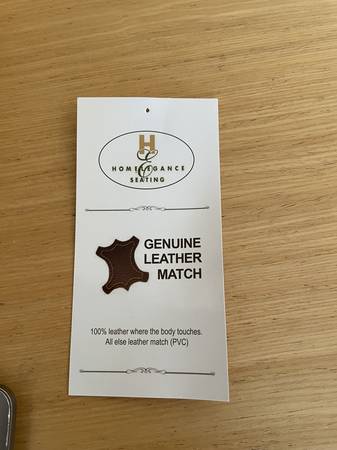 H
E
HOMELEGANCE
SEATING
GENUINE
LEATHER
MATCH
100% leather where the body touches.
All else leather match (PVC)